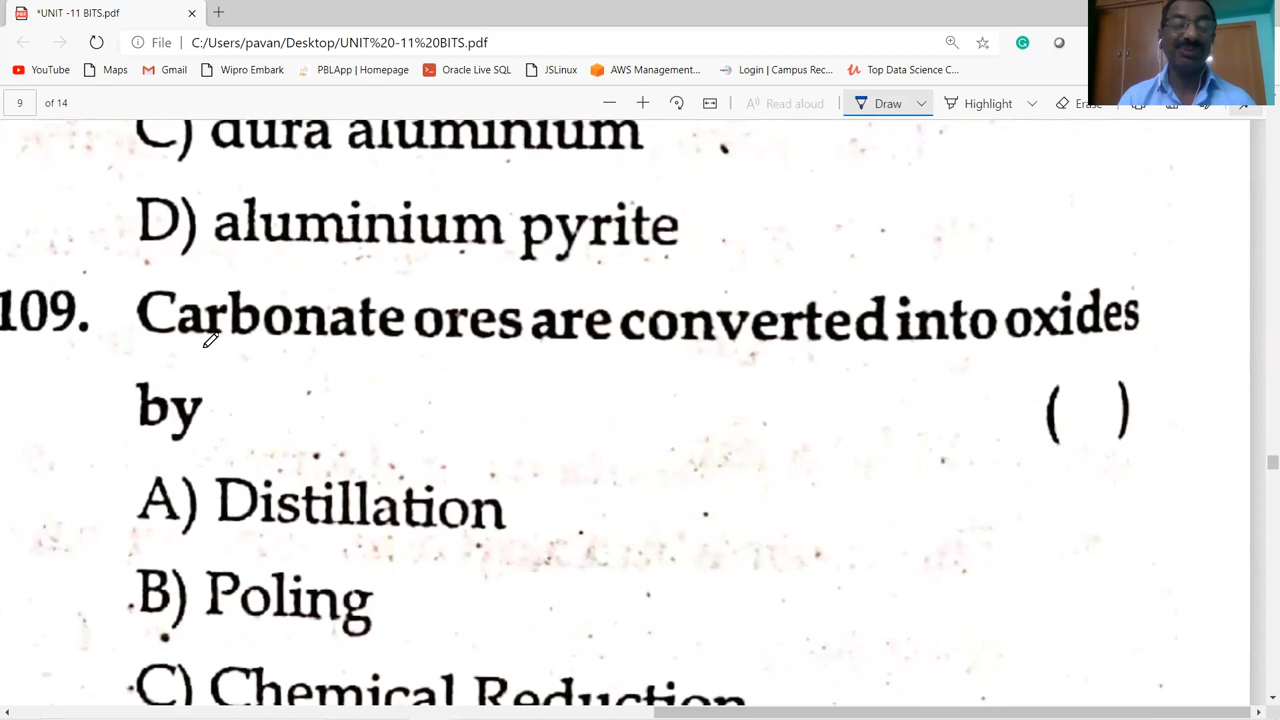 *UNIT -11 BITS.pdf
File C:/Users/pavan/Desktop/UNIT%20-11%20BITS.pdf
YouTube Maps Gmail Wipro Embark PBLApp | Homepage Oracle Live SQL JSLinux AWS Management... Login | Campus Rec... Top Data Science C...
9 of 14 Read aloud Draw Highlight Erase
C) dura aluminium
D) aluminium pyrite
109. Carbonate ores are converted into oxides
by ( )
A) Distillation
B) Poling
C) Chemical Reduction